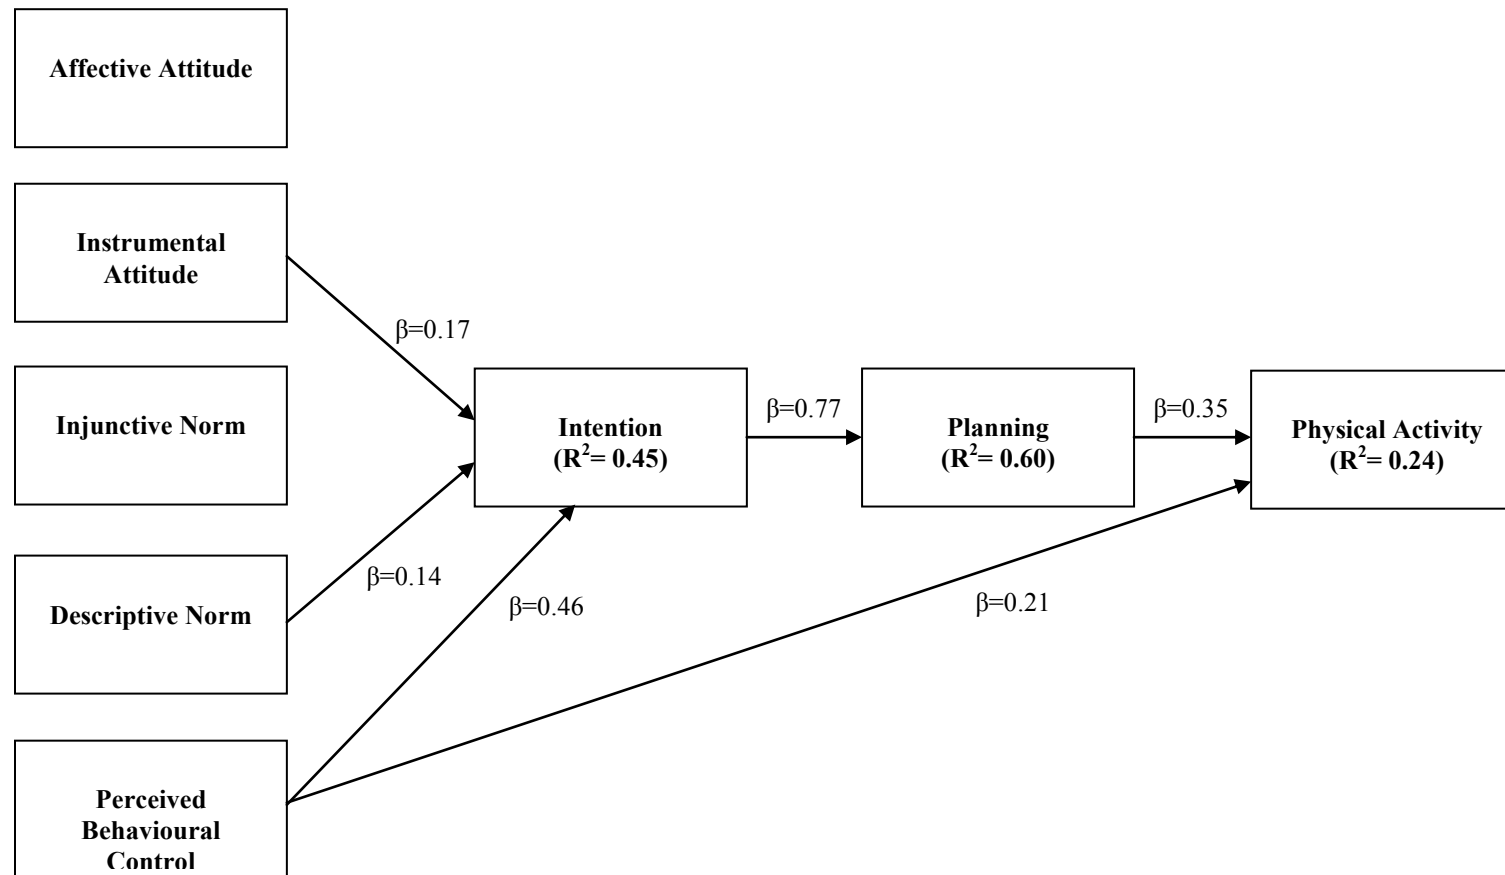 Affective Attitude
Instrumental
Attitude
β=0.17
Injunctive Norm
Intention
(R²= 0.45)
β=0.77
Planning
(R²= 0.60)
β=0.35
Physical Activity
(R²= 0.24)
Descriptive Norm
β=0.14
β=0.46
β=0.21
Perceived
Behavioural
Control